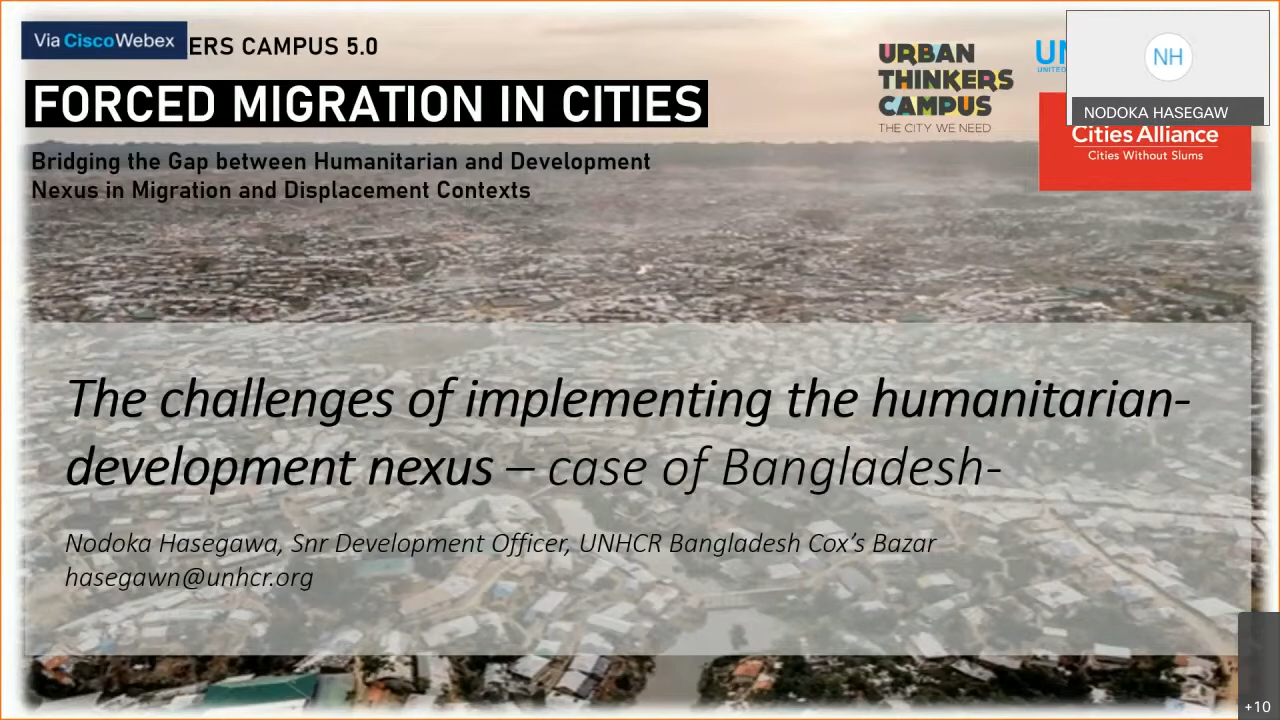 Via CiscoWebex
ERS CAMPUS 5.0
FORCED MIGRATION IN CITIES
Bridging the Gap between Humanitarian and Development
Nexus in Migration and Displacement Contexts
URBAN
THINKERS
CAMPUS
THE CITY WE NEED
UN
UNITED
NH
NODOKA HASEGAW
Cities Alliance
Cities Without Slums
The challenges of implementing the humanitarian-
development nexus – case of Bangladesh-
Nodoka Hasegawa, Snr Development Officer, UNHCR Bangladesh Cox’s Bazar
hasegawn@unhcr.org
+10